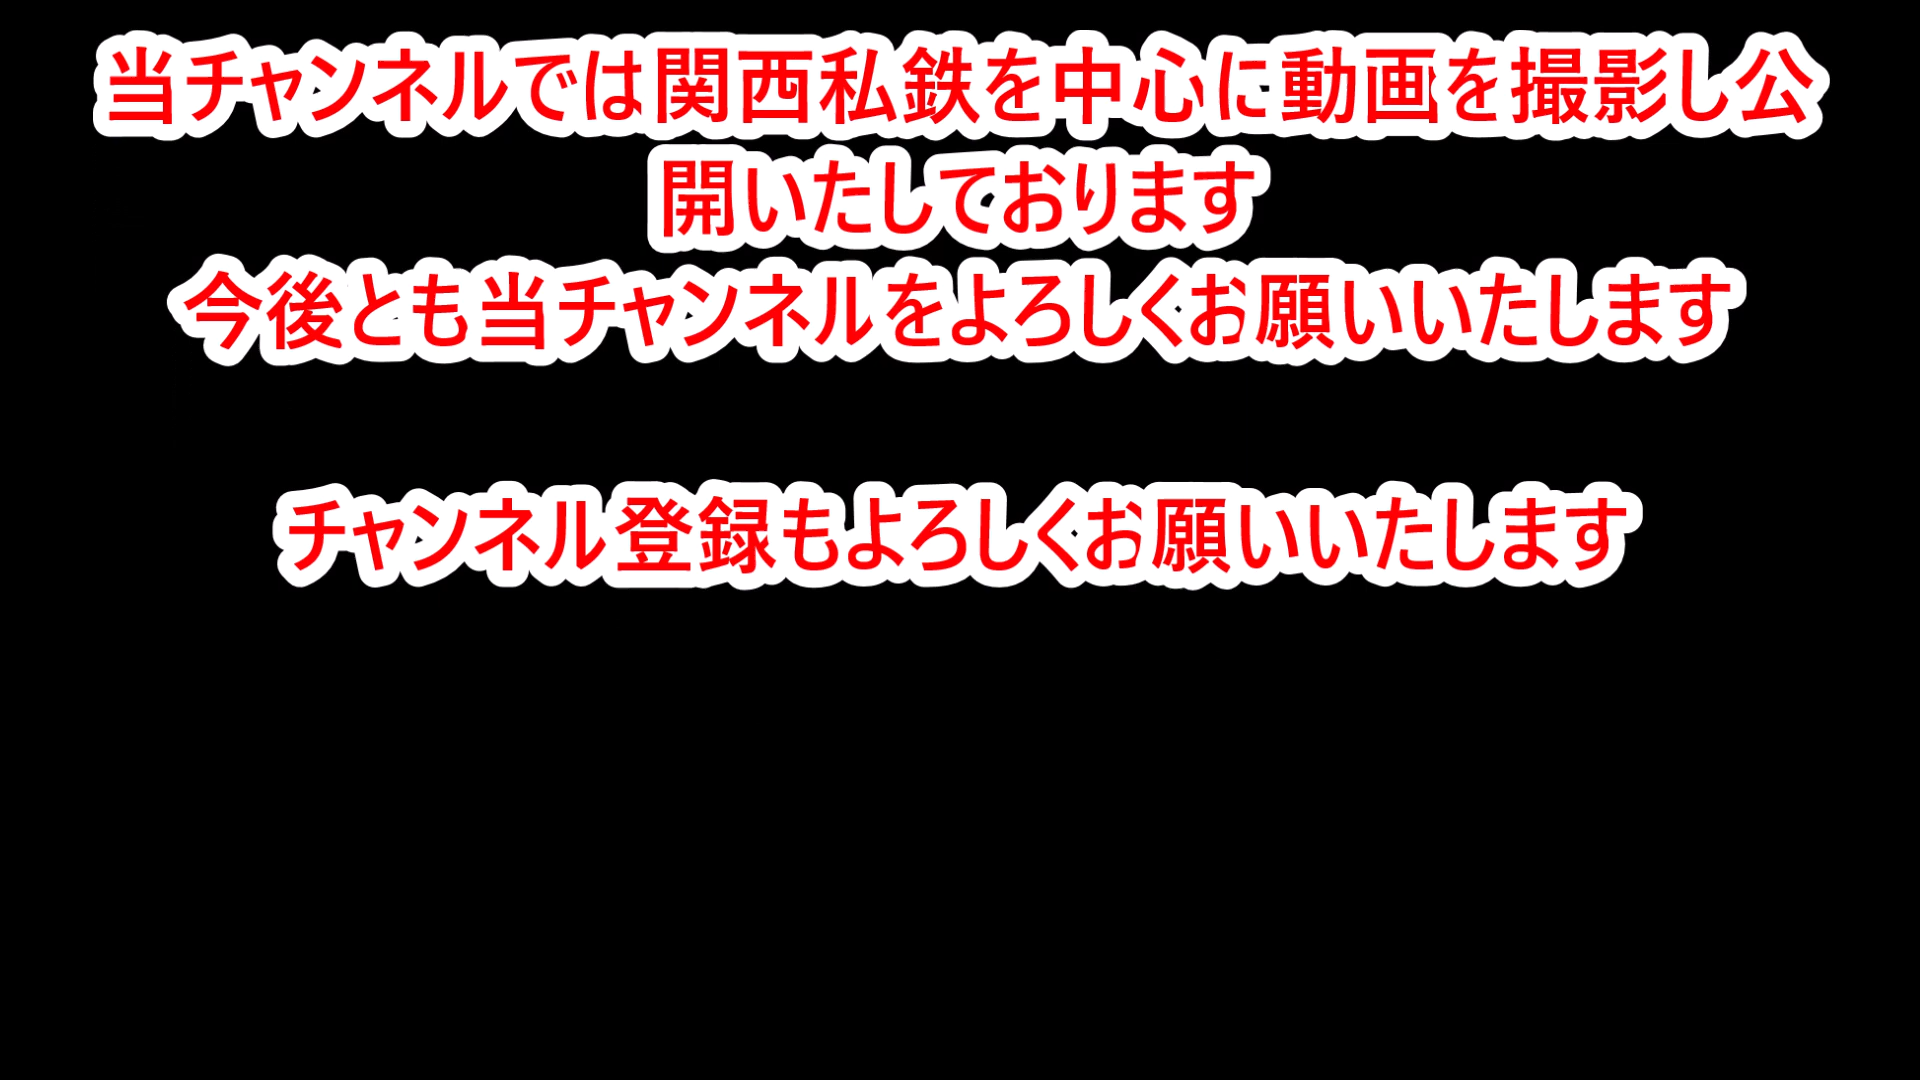 当チャンネルでは関西私鉄を中心に動画を撮影し公
開いたしております
今後とも当チャンネルをよろしくお願いいたします
チャンネル登録もよろしくお願いいたします